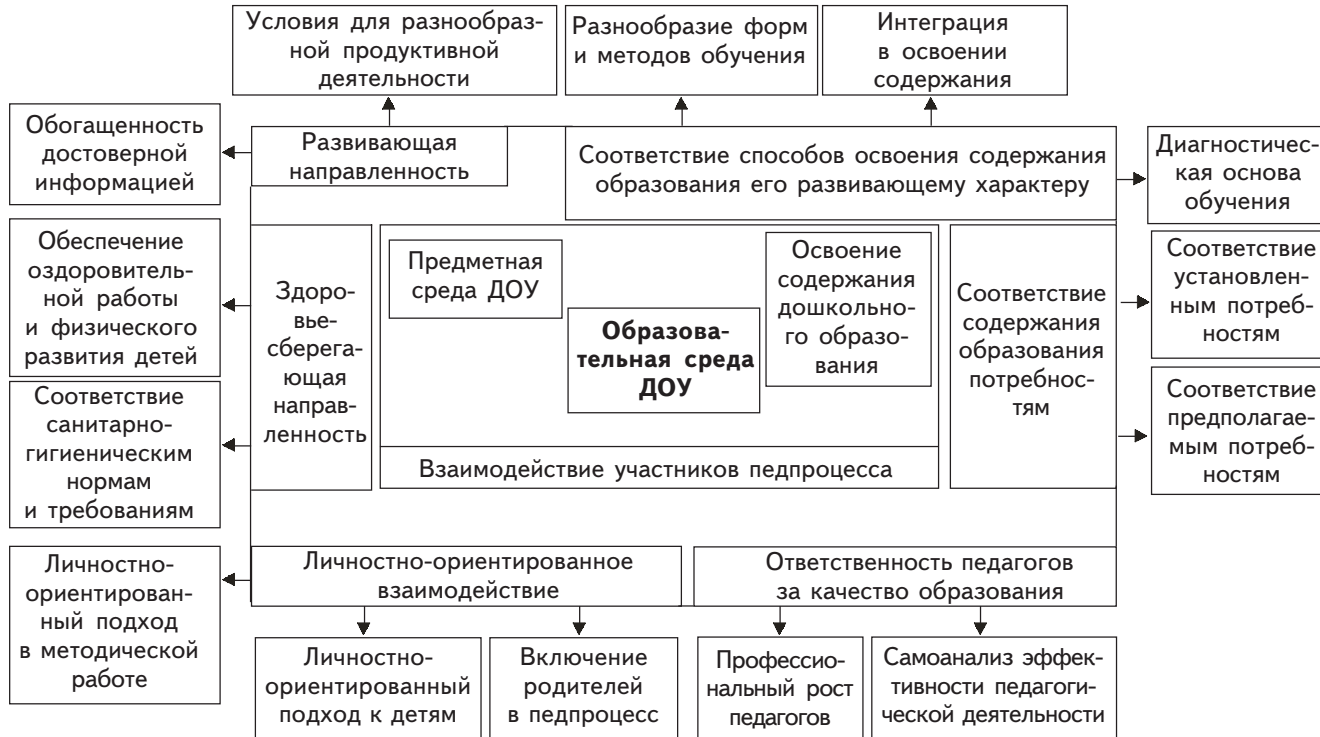 Условия для разнообраз-
ной продуктивной
деятельности
Разнообразие форм
и методов обучения
Интеграция
в освоении
содержания
Обогащенность
достоверной
информацией
Развивающая
направленность
Соответствие способов освоения содержания
образования его развивающему характеру
Диагностичес-
кая основа
обучения
Обеспечение
оздоровитель-
ной работы
и физического
развития детей
Здоро-
вье-
сберега-
ющая
направ-
ленность
Предметная
среда ДОУ
Образова-
тельная среда
ДОУ
Освоение
содержания
дошкольно-
го образо-
вания
Соответствие
содержания
образования
потребнос-
тям
Соответствие
установлен-
ным потреб-
ностям
Соответствие
санитарно-
гигиеническим
нормам
и требованиям
Взаимодействие участников педпроцесса
Соответствие
предполагае-
мым потреб-
ностям
Личностно-
ориентирован-
ный подход
в методической
работе
Личностно-ориентированное
взаимодействие
Ответственность педагогов
за качество образования
Личностно-
ориентированный
подход к детям
Включение
родителей
в педпроцесс
Профессио-
нальный рост
педагогов
Самоанализ эффек-
тивности педагоги-
ческой деятельности